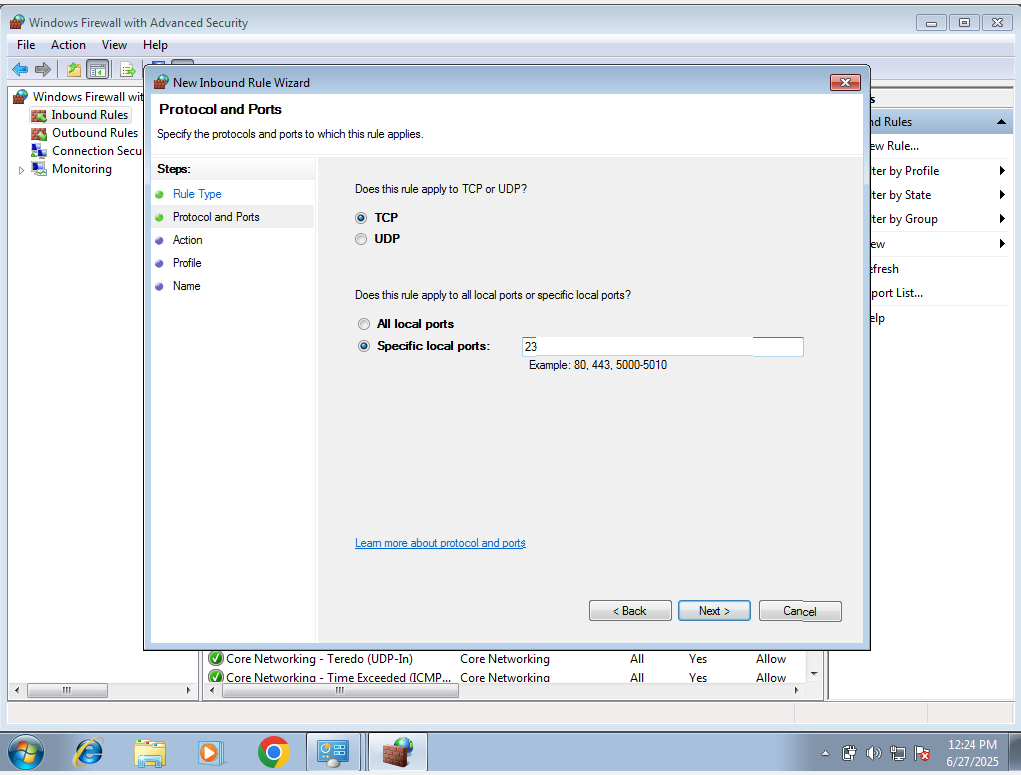 Windows Firewall with Advanced Security
File Action View Help
Windows Firewall wit
Inbound Rules
Outbound Rules
Connection Secu
Monitoring
New Inbound Rule Wizard
Protocol and Ports
Specify the protocols and ports to which this rule applies.
Steps:
Rule Type
Protocol and Ports
Action
Profile
Name
Does this rule apply to TCP or UDP?
TCP
UDP
Does this rule apply to all local ports or specific local ports?
All local ports
Specific local ports: 23
Example: 80, 443, 5000-5010
Learn more about protocol and ports
< Back Next > Cancel
s
nd Rules
ew Rule...
ter by Profile
ter by State
ter by Group
ew
efresh
port List...
elp
Core Networking - Teredo (UDP-In) Core Networking All Yes Allow
Core Networking - Time Exceeded (ICMP... Core Networking All Yes Allow
12:24 PM
6/27/2025